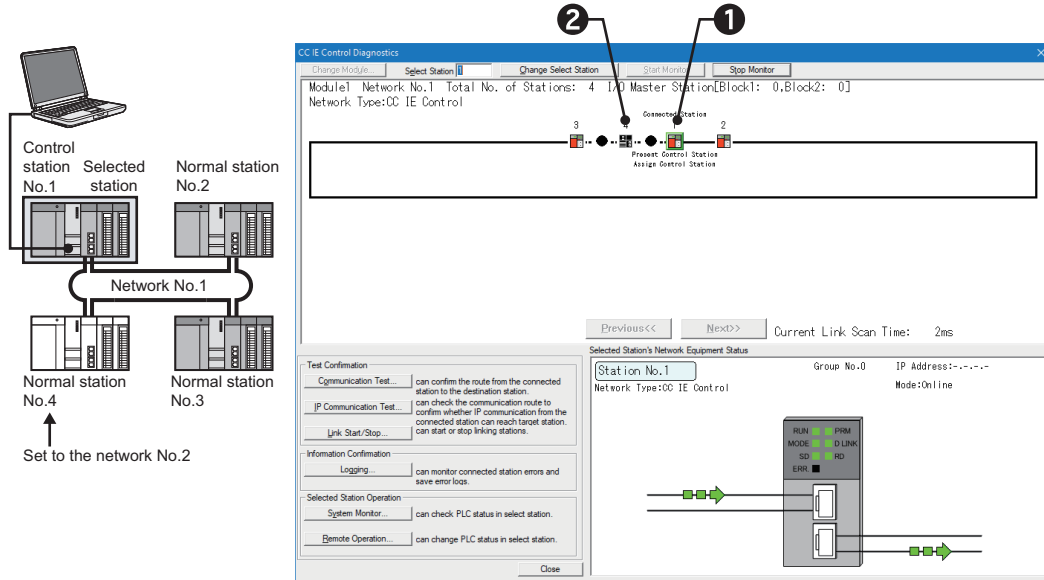 2
1
Control
station
No.1
Selected
station
Normal station
No.2
Network No.1
Normal station
No.4
Normal station
No.3
Set to the network No.2
CC IE Control Diagnostics
Change Module...
Select Station 1
Change Select Station
Start Monitor
Stop Monitor
Module1 Network No.1 Total No. of Stations: 4 I/O Master Station[Block1: 0,Block2: 0]
Network Type:CC IE Control
Connected Station
3
4
1
2
Present Control Station
Assign Control Station
Previous<<
Next>>
Current Link Scan Time: 2ms
Test Confirmation
Communication Test...
can confirm the route from the connected
station to the destination station.
IP Communication Test...
can check the communication route to
confirm whether IP communication from the
connected station can reach target station.
Link Start/Stop...
can start or stop linking stations.
Information Confirmation
Logging...
can monitor connected station errors and
save error logs.
Selected Station Operation
System Monitor...
can check PLC status in select station.
Remote Operation...
can change PLC status in select station.
Close
Selected Station's Network Equipment Status
Station No.1
Group No.0
IP Address:-.-.-.-
Network Type:CC IE Control
Mode:Online
RUN
PRM
MODE
D LINK
SD
RD
ERR.